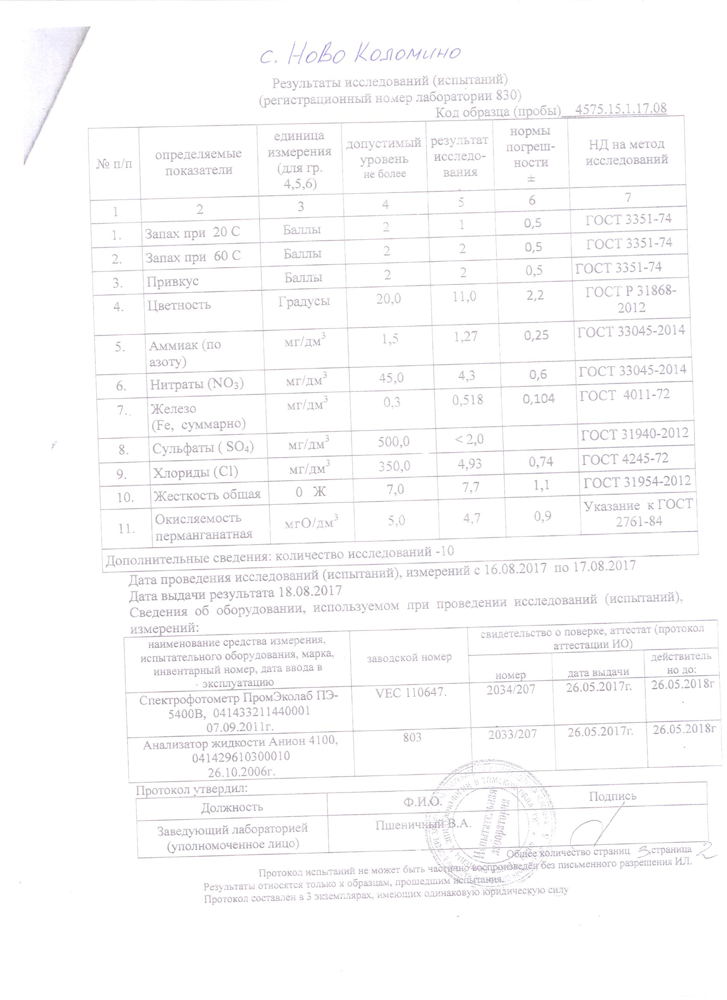 с. Ново Коломино
Результаты исследований (испытаний)
(регистрационный номер лаборатории 830)
Код образца (пробы) 4575.15.1.17.08
№ п/п определяемые показатели единица измерения (для гр. 4,5,6) допустимый уровень не более результат исследо-вания нормы погреш-ности ± НД на метод исследований
1 2 3 4 5 6 7
1. Запах при 20 С Баллы 2 1 0,5 ГОСТ 3351-74
2. Запах при 60 С Баллы 2 2 0,5 ГОСТ 3351-74
3. Привкус Баллы 2 2 0,5 ГОСТ 3351-74
4. Цветность Градусы 20,0 11,0 2,2 ГОСТ Р 31868-2012
5. Аммиак (по азоту) мг/дм³ 1,5 1,27 0,25 ГОСТ 33045-2014
6. Нитраты (NO₃) мг/дм³ 45,0 4,3 0,6 ГОСТ 33045-2014
7. Железо (Fe, суммарно) мг/дм³ 0,3 0,518 0,104 ГОСТ 4011-72
8. Сульфаты ( SO₄) мг/дм³ 500,0 < 2,0 ГОСТ 31940-2012
9. Хлориды (Cl) мг/дм³ 350,0 4,93 0,74 ГОСТ 4245-72
10. Жесткость общая 0 Ж 7,0 7,7 1,1 ГОСТ 31954-2012
11. Окисляемость перманганатная мгО/дм³ 5,0 4,7 0,9 Указание к ГОСТ 2761-84
Дополнительные сведения: количество исследований -10
Дата проведения исследований (испытаний), измерений с 16.08.2017 по 17.08.2017
Дата выдачи результата 18.08.2017
Сведения об оборудовании, используемом при проведении исследований (испытаний),
измерений:
наименование средства измерения, испытательного оборудования, марка, инвентарный номер, дата ввода в эксплуатацию заводской номер свидетельство о поверке, аттестат (протокол аттестации ИО)
номер дата выдачи действитель но до:
Спектрофотометр ПромЭколаб ПЭ-5400В, 041433211440001 07.09.2011г. VEC 110647. 2034/207 26.05.2017г. 26.05.2018г.
Анализатор жидкости Анион 4100, 041429610300010 26.10.2006г. 803 2033/207 26.05.2017г. 26.05.2018г.
Протокол утвердил:
Должность Ф.И.О. Подпись
Заведующий лабораторией (уполномоченное лицо) Пшеничный В.А.
Испытательная
лаборатория
Общее количество страниц 3 страница 2
Протокол испытаний не может быть частично воспроизведён без письменного разрешения ИЛ.
Результаты относятся только к образцам, прошедшим испытания.
Протокол составлен в 3 экземплярах, имеющих одинаковую юридическую силу